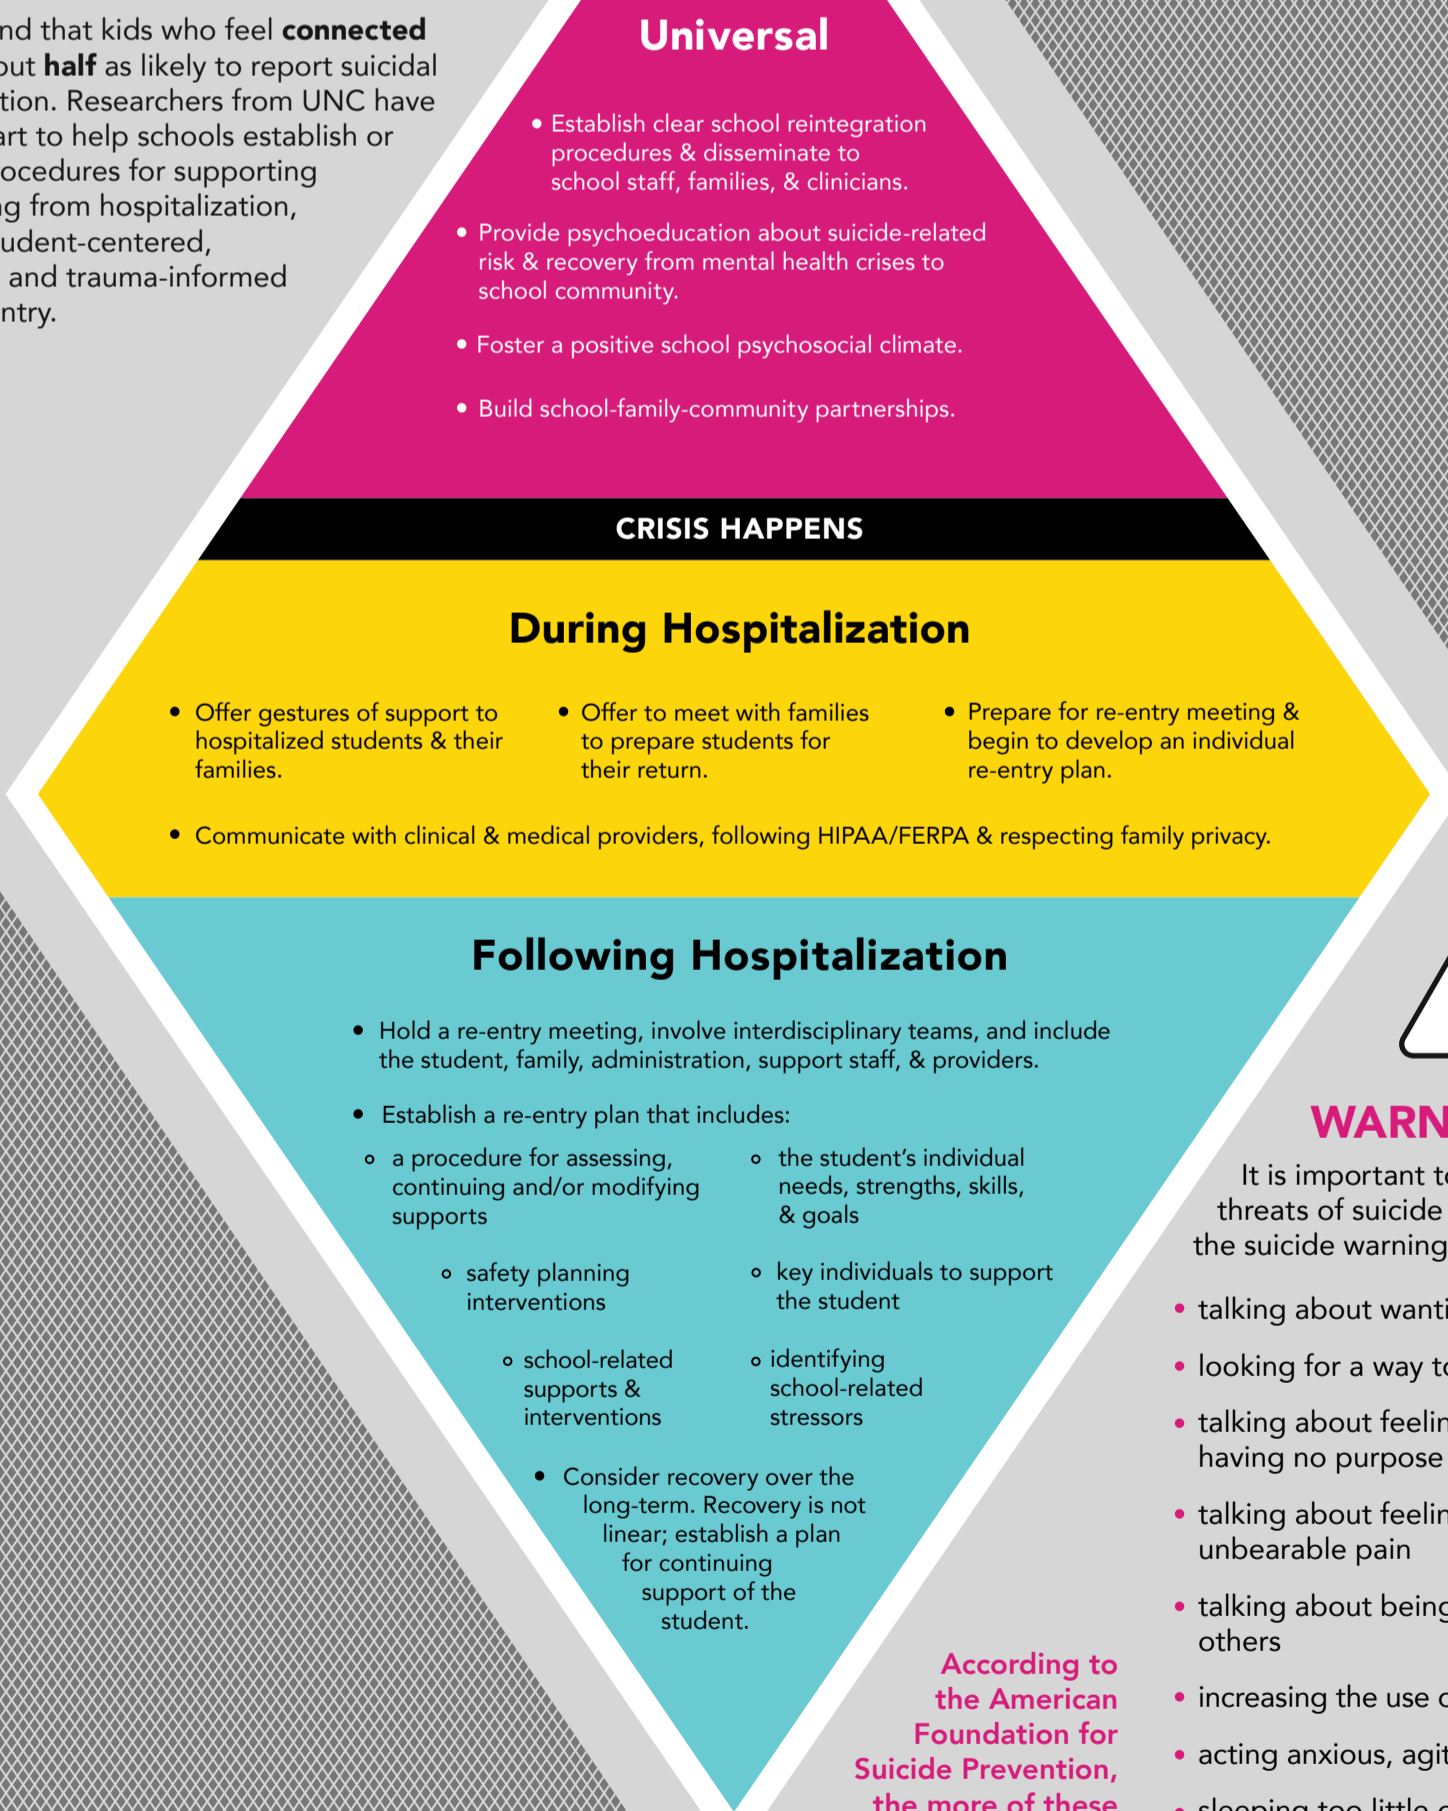 nd that kids who feel connected
out half as likely to report suicidal
tion. Researchers from UNC have
art to help schools establish or
ocedures for supporting
ng from hospitalization,
udent-centered,
and trauma-informed
ntry.
Universal
• Establish clear school reintegration
procedures & disseminate to
school staff, families, & clinicians.
• Provide psychoeducation about suicide-related
risk & recovery from mental health crises to
school community.
• Foster a positive school psychosocial climate.
• Build school-family-community partnerships.
CRISIS HAPPENS
During Hospitalization
• Offer gestures of support to
hospitalized students & their
families.
• Offer to meet with families
to prepare students for
their return.
• Prepare for re-entry meeting &
begin to develop an individual
re-entry plan.
• Communicate with clinical & medical providers, following HIPAA/FERPA & respecting family privacy.
Following Hospitalization
• Hold a re-entry meeting, involve interdisciplinary teams, and include
the student, family, administration, support staff, & providers.
• Establish a re-entry plan that includes:
◦ a procedure for assessing,
continuing and/or modifying
supports
◦ the student's individual
needs, strengths, skills,
& goals
◦ safety planning
interventions
◦ key individuals to support
the student
◦ school-related
supports &
interventions
◦ identifying
school-related
stressors
• Consider recovery over the
long-term. Recovery is not
linear; establish a plan
for continuing
support of the
student.
According to
the American
Foundation for
Suicide Prevention,
the more of these
WARN
It is important to
threats of suicide
the suicide warning
• talking about wanti
• looking for a way to
• talking about feelin
having no purpose
• talking about feelin
unbearable pain
• talking about being
others
• increasing the use o
• acting anxious, agit
• sleeping too little o